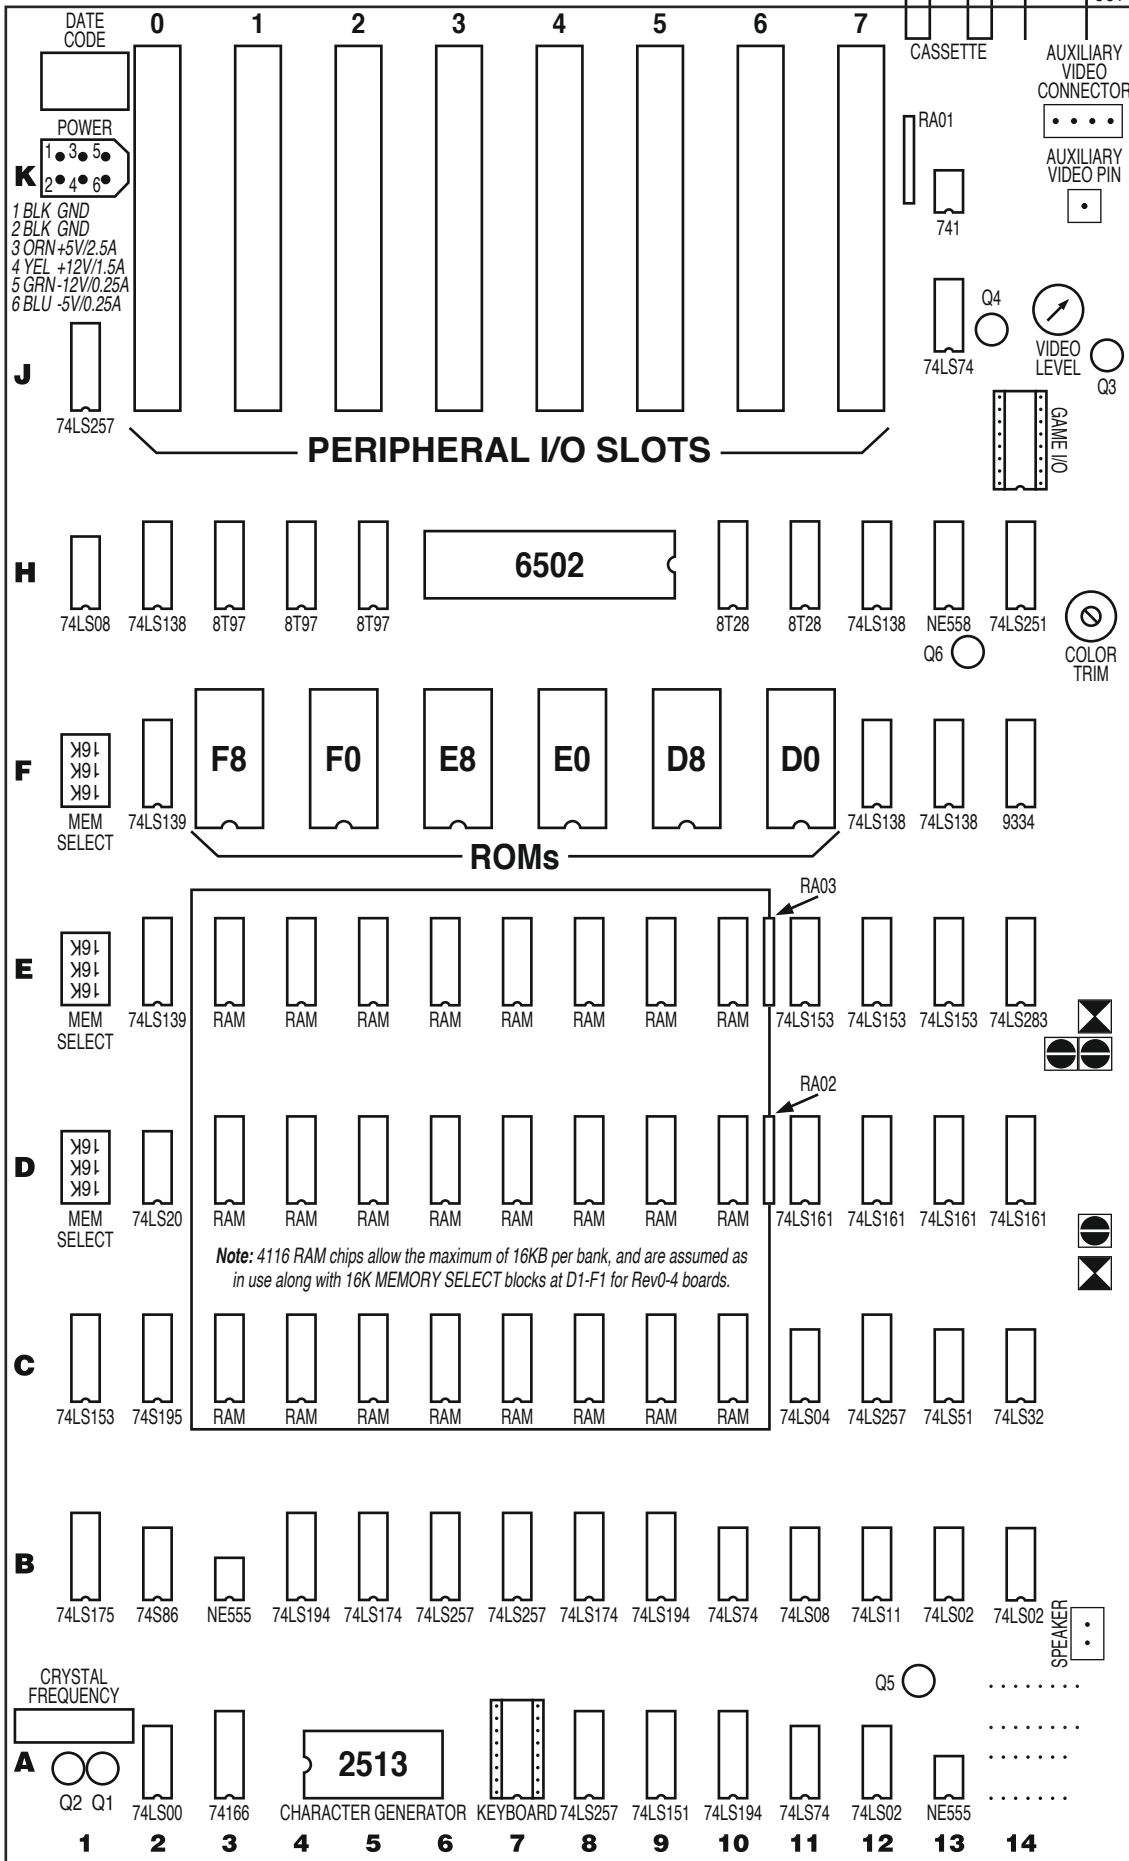 DATE
CODE
0 1 2 3 4 5 6 7
CASSETTE
AUXILIARY
VIDEO
CONNECTOR
POWER
1 3 5
2 4 6
K
RA01
741
AUXILIARY
VIDEO PIN
1 BLK GND
2 BLK GND
3 ORN +5V/2.5A
4 YEL +12V/1.5A
5 GRN -12V/0.25A
6 BLU -5V/0.25A
Q4
VIDEO
LEVEL
Q3
J
74LS257
74LS74
GAME I/O
PERIPHERAL I/O SLOTS
H
6502
74LS08 74LS138 8T97 8T97 8T97 8T28 8T28 74LS138 NE558 74LS251
Q6
COLOR
TRIM
F
16K
16K
16K
MEM
SELECT
74LS139
F8 F0 E8 E0 D8 D0
74LS138 74LS138 9334
ROMs
RA03
E
16K
16K
16K
MEM
SELECT
74LS139 RAM RAM RAM RAM RAM RAM RAM RAM 74LS153 74LS153 74LS153 74LS283
RA02
D
16K
16K
16K
MEM
SELECT
74LS20 RAM RAM RAM RAM RAM RAM RAM RAM 74LS161 74LS161 74LS161 74LS161
Note: 4116 RAM chips allow the maximum of 16KB per bank, and are assumed as
in use along with 16K MEMORY SELECT blocks at D1-F1 for Rev0-4 boards.
C
74LS153 74S195 RAM RAM RAM RAM RAM RAM RAM RAM 74LS04 74LS257 74LS51 74LS32
B
74LS175 74S86 NE555 74LS194 74LS174 74LS257 74LS257 74LS174 74LS194 74LS74 74LS08 74LS11 74LS02 74LS02
SPEAKER
CRYSTAL
FREQUENCY
Q5
A
2513
Q2 Q1
74LS00 74166 CHARACTER GENERATOR KEYBOARD 74LS257 74LS151 74LS194 74LS74 74LS02 NE555
1 2 3 4 5 6 7 8 9 10 11 12 13 14